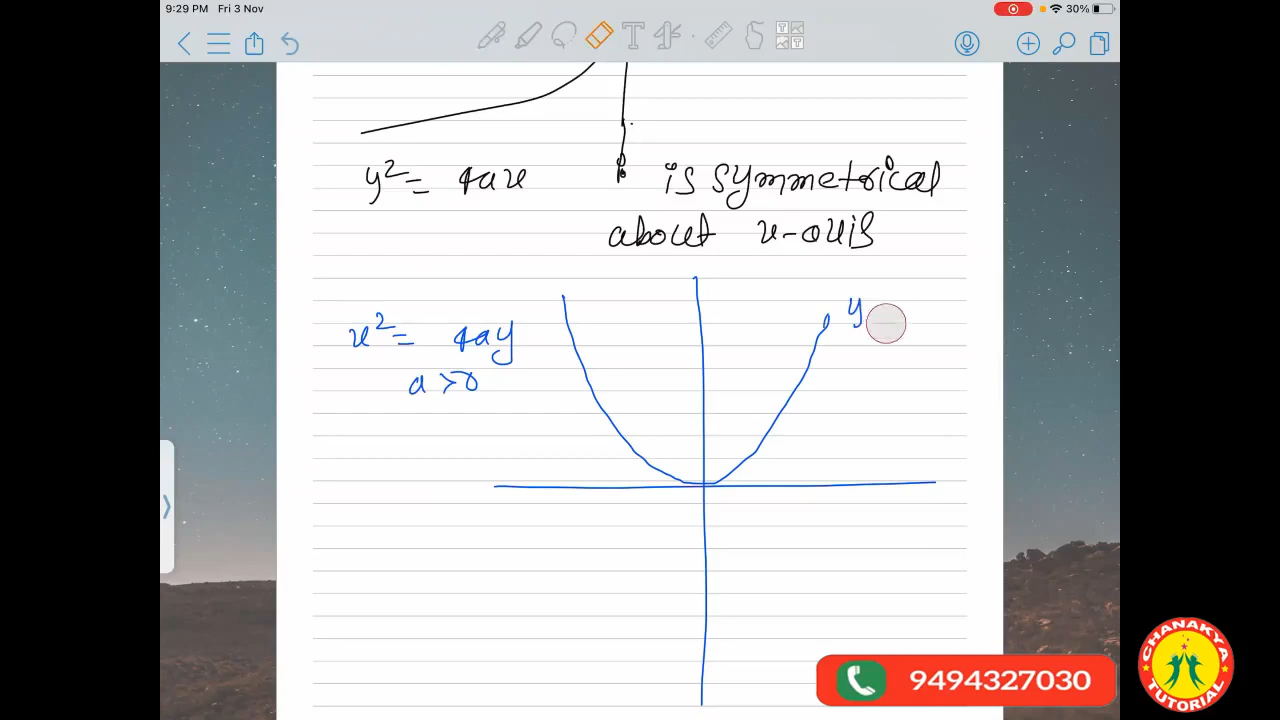 9:29 PM Fri 3 Nov
30%
y² = 4ax is symmetrical
about x-axis
x² = 4ay
a > 0
y
9494327030
CHANAKYA
TUTORIAL